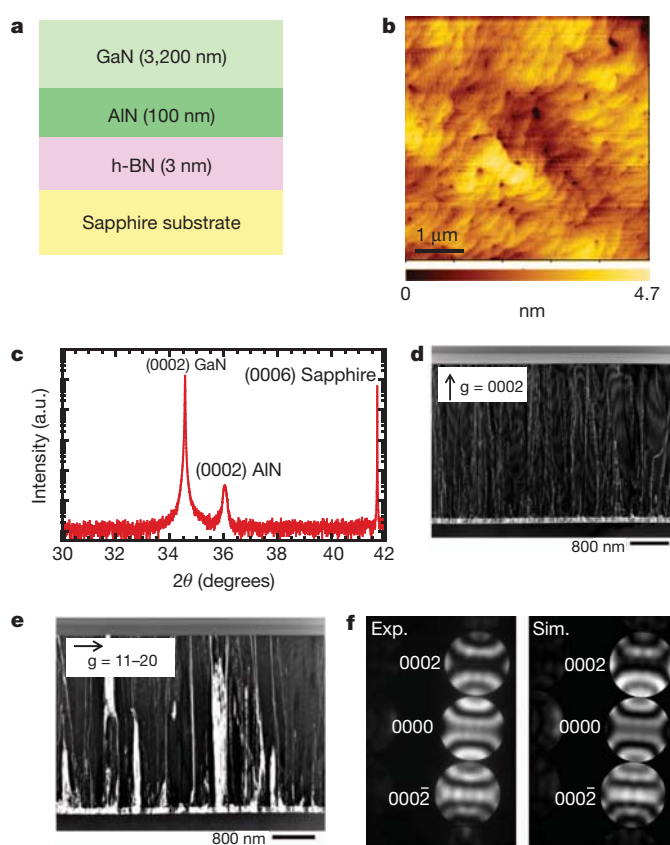 a
GaN (3,200 nm)
AlN (100 nm)
h-BN (3 nm)
Sapphire substrate
b
1 μm
0
4.7
nm
c
(0002) GaN
(0006) Sapphire
(0002) AlN
Intensity (a.u.)
30
32
34
36
38
40
42
2θ (degrees)
d
g = 0002
800 nm
e
g = 11–20
800 nm
f
Exp.
0002
0000
0002̄
Sim.
0002
0000
0002̄